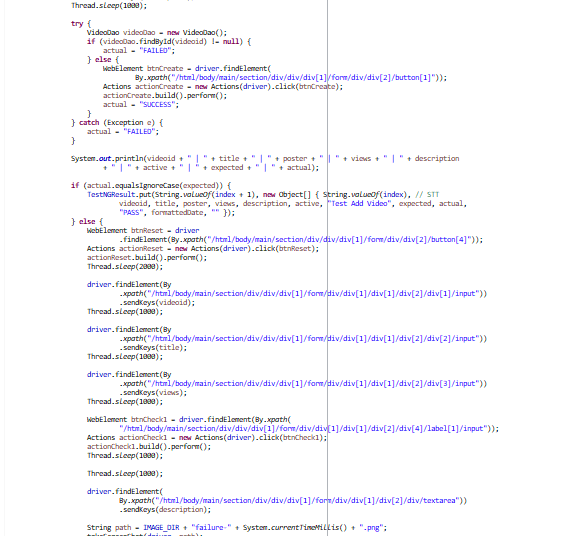 Thread.sleep(1000);
try {
VideoDao videoDao = new VideoDao();
if (videoDao.findById(videoid) != null) {
actual = "FAILED";
} else {
WebElement btnCreate = driver.findElement(
By.xpath("/html/body/main/section/div/div/div[1]/form/div/div[2]/button[1]"));
Actions actionCreate = new Actions(driver).click(btnCreate);
actionCreate.build().perform();
actual = "SUCCESS";
}
} catch (Exception e) {
actual = "FAILED";
}
System.out.println(videoid + " | " + title + " | " + poster + " | " + views + " | " + description
+ " | " + active + " | " + expected + " | " + actual);
if (actual.equalsIgnoreCase(expected)) {
TestNGResult.put(String.valueOf(index + 1), new Object[] { String.valueOf(index), // STT
videoid, title, poster, views, description, active, "Test Add Video", expected, actual,
"PASS", formattedDate, "" });
} else {
WebElement btnReset = driver
.findElement(By.xpath("/html/body/main/section/div/div/div[1]/form/div/div[2]/button[4]"));
Actions actionReset = new Actions(driver).click(btnReset);
actionReset.build().perform();
Thread.sleep(2000);
driver.findElement(By
.xpath("/html/body/main/section/div/div/div[1]/form/div/div[1]/div[1]/div[2]/div[1]/input"))
.sendKeys(videoid);
Thread.sleep(1000);
driver.findElement(By
.xpath("/html/body/main/section/div/div/div[1]/form/div/div[1]/div[1]/div[2]/div[2]/input"))
.sendKeys(title);
Thread.sleep(1000);
driver.findElement(By
.xpath("/html/body/main/section/div/div/div[1]/form/div/div[1]/div[1]/div[2]/div[3]/input"))
.sendKeys(views);
Thread.sleep(1000);
WebElement btnCheck1 = driver.findElement(By.xpath(
"/html/body/main/section/div/div/div[1]/form/div/div[1]/div[1]/div[2]/div[4]/label[1]/input"));
Actions actionCheck1 = new Actions(driver).click(btnCheck1);
actionCheck1.build().perform();
Thread.sleep(1000);
Thread.sleep(1000);
driver.findElement(
By.xpath("/html/body/main/section/div/div/div[1]/form/div/div[1]/div[2]/div/textarea"))
.sendKeys(description);
String path = IMAGE_DIR + "failure-" + System.currentTimeMillis() + ".png";